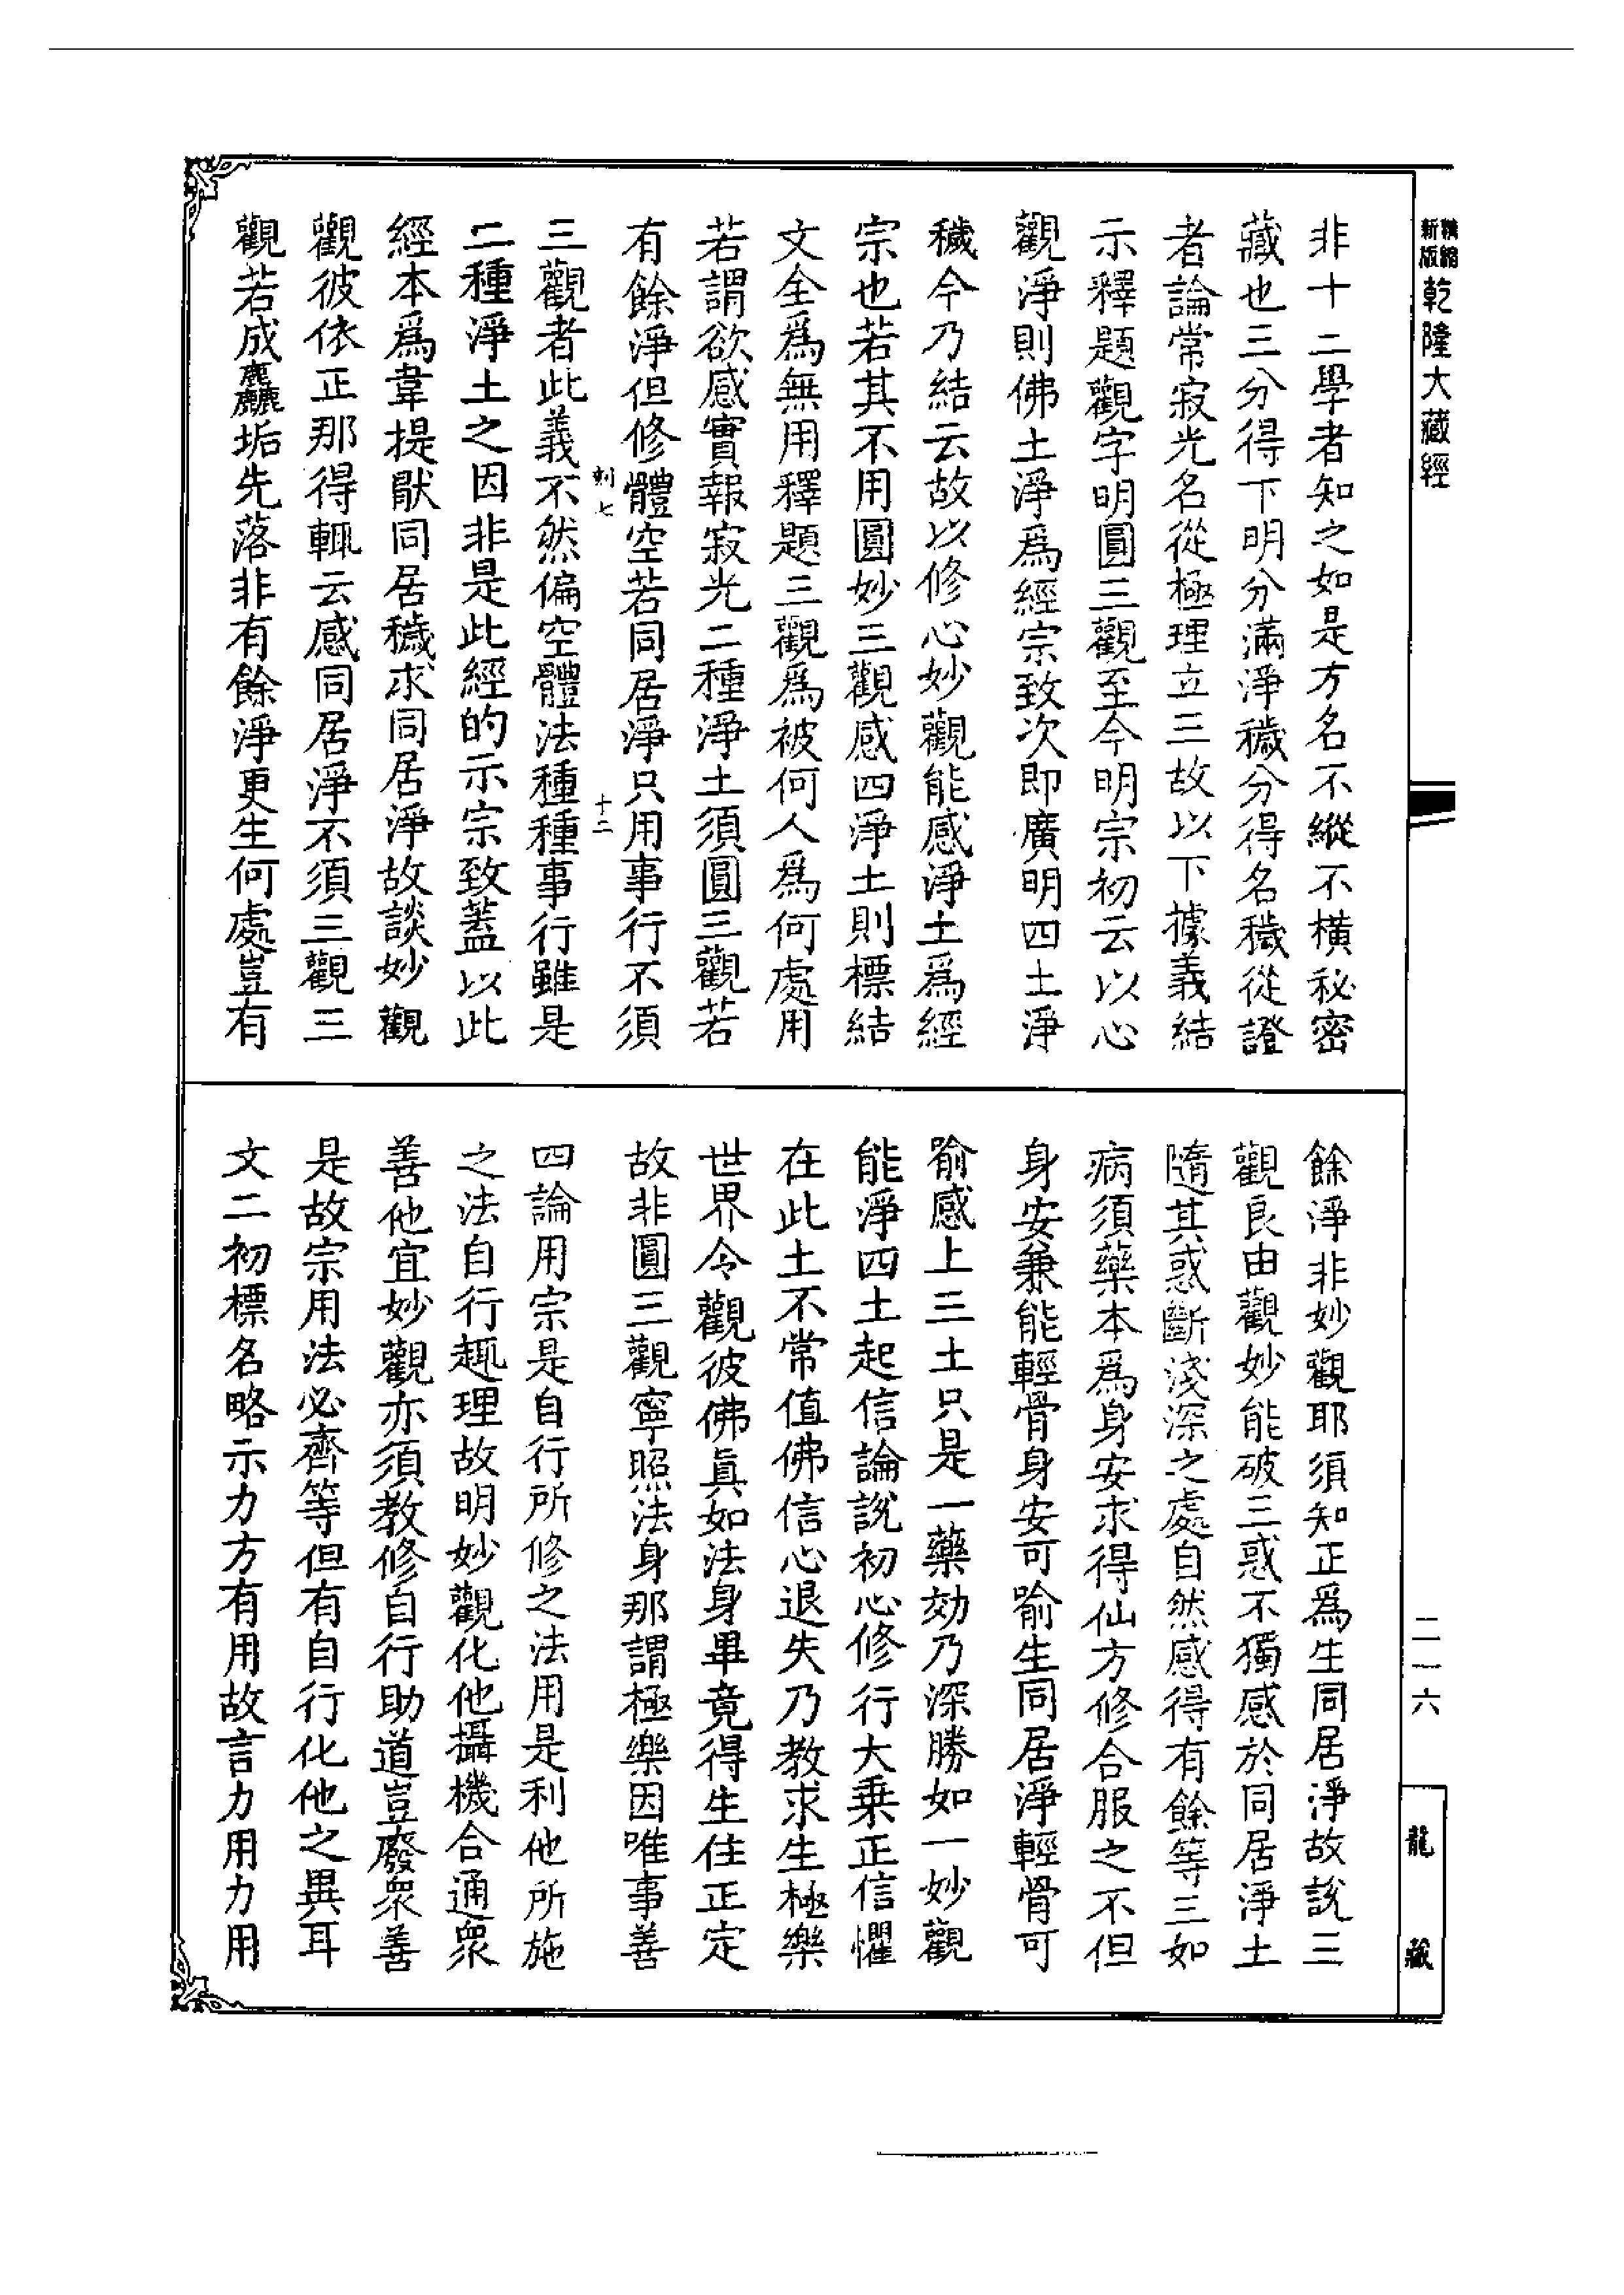 精縮
新版
乾隆大藏經
非十二學者知之如是方名不縱不橫秘密
藏也三分得下明分滿淨穢分得名穢從證
者論常寂光名從極理立三故以下據義結
示釋題觀字明圓三觀至今明宗初云以心
觀淨則佛土淨爲經宗致次即廣明四土淨
穢今乃結云故以修心妙觀能感淨土爲經
宗也若其不用圓妙三觀感四淨土則標結
文全爲無用釋題三觀爲被何人爲何處用
若謂欲感實報寂光二種淨土須圓三觀若
有餘淨但修體空若同居淨只用事行不須
刻七
十二
三觀者此義不然偏空體法種種事行雖是
二種淨土之因非是此經的示宗致蓋以此
經本爲韋提厭同居穢求同居淨故談妙觀
觀彼依正那得輒云感同居淨不須三觀三
觀若成麤垢先落非有餘淨更生何處豈有
餘淨非妙觀耶須知正爲生同居淨故說三
觀良由觀妙能破三惑不獨感於同居淨土
隨其惑斷淺深之處自然感得有餘等三如
病須藥本爲身安求得仙方修合服之不但
身安兼能輕骨身安可喻生同居淨輕骨可
喻感上三土只是一藥効乃深勝如一妙觀
能淨四土起信論說初心修行大乗正信懼
在此土不常值佛信心退失乃教求生極樂
世界令觀彼佛眞如法身畢竟得生住正定
故非圓三觀寧照法身那謂極樂因唯事善
四論用宗是自行所修之法用是利他所施
之法自行趣理故明妙觀化他攝機合通衆
善他宜妙觀亦須教修自行助道豈廢衆善
是故宗用法必齊等但有自行化他之異耳
文二初標名略示力方有用故言力用力用
二一六
龍藏